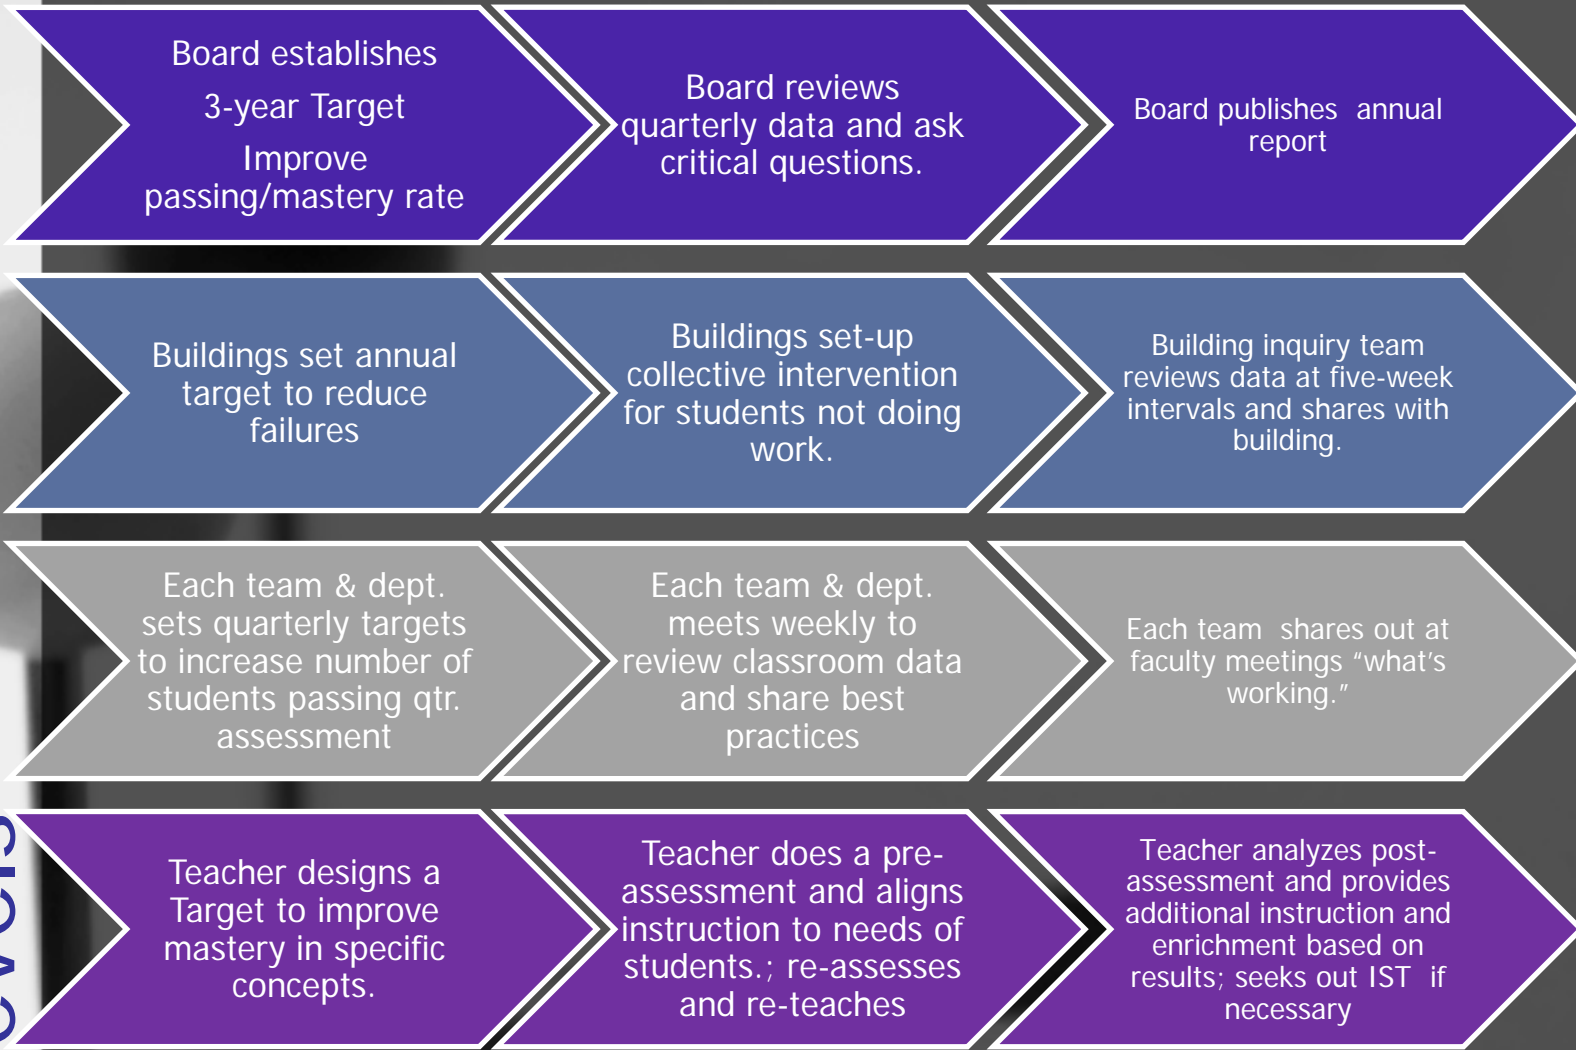 Board establishes
3-year Target
Improve
passing/mastery rate
Board reviews
quarterly data and ask
critical questions.
Board publishes  annual
report
Buildings set annual
target to reduce
failures
Buildings set-up
collective intervention
for students not doing
work.
Building inquiry team
reviews data at five-week
intervals and shares with
building.
Each team & dept.
sets quarterly targets
to increase number of
students passing qtr.
assessment
Each team & dept.
meets weekly to
review classroom data
and share best
practices
Each team  shares out at
faculty meetings “what’s
working.”
Teacher designs a
Target to improve
mastery in specific
concepts.
Teacher does a pre-
assessment and aligns
instruction to needs of
students.; re-assesses
and re-teaches
Teacher analyzes post-
assessment and provides
additional instruction and
enrichment based on
results; seeks out IST  if
necessary